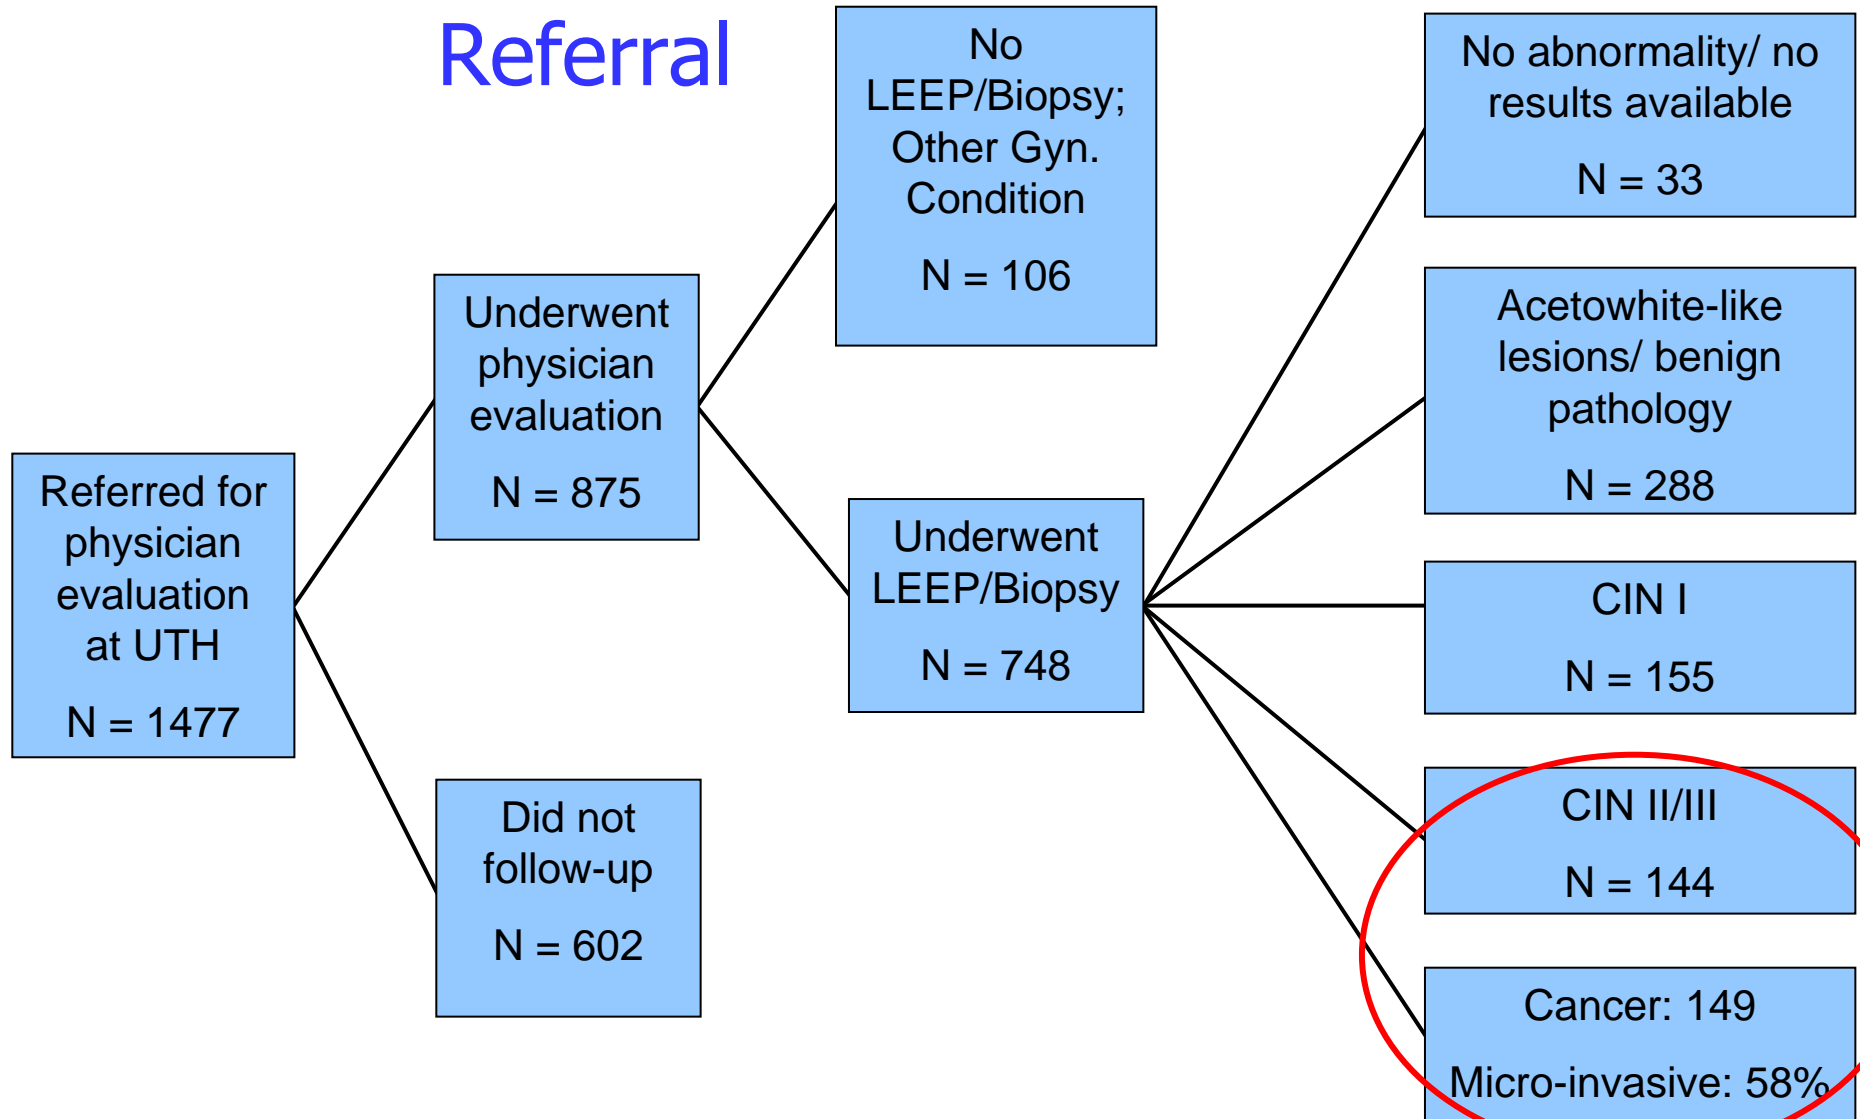 Referral
Referred for
physician
evaluation
at UTH
N = 1477
Underwent
physician
evaluation
N = 875
Did not
follow-up
N = 602
No
LEEP/Biopsy;
Other Gyn.
Condition
N = 106
Underwent
LEEP/Biopsy
N = 748
No abnormality/ no
results available
N = 33
Acetowhite-like
lesions/ benign
pathology
N = 288
CIN I
N = 155
CIN II/III
N = 144
Cancer: 149
Micro-invasive: 58%